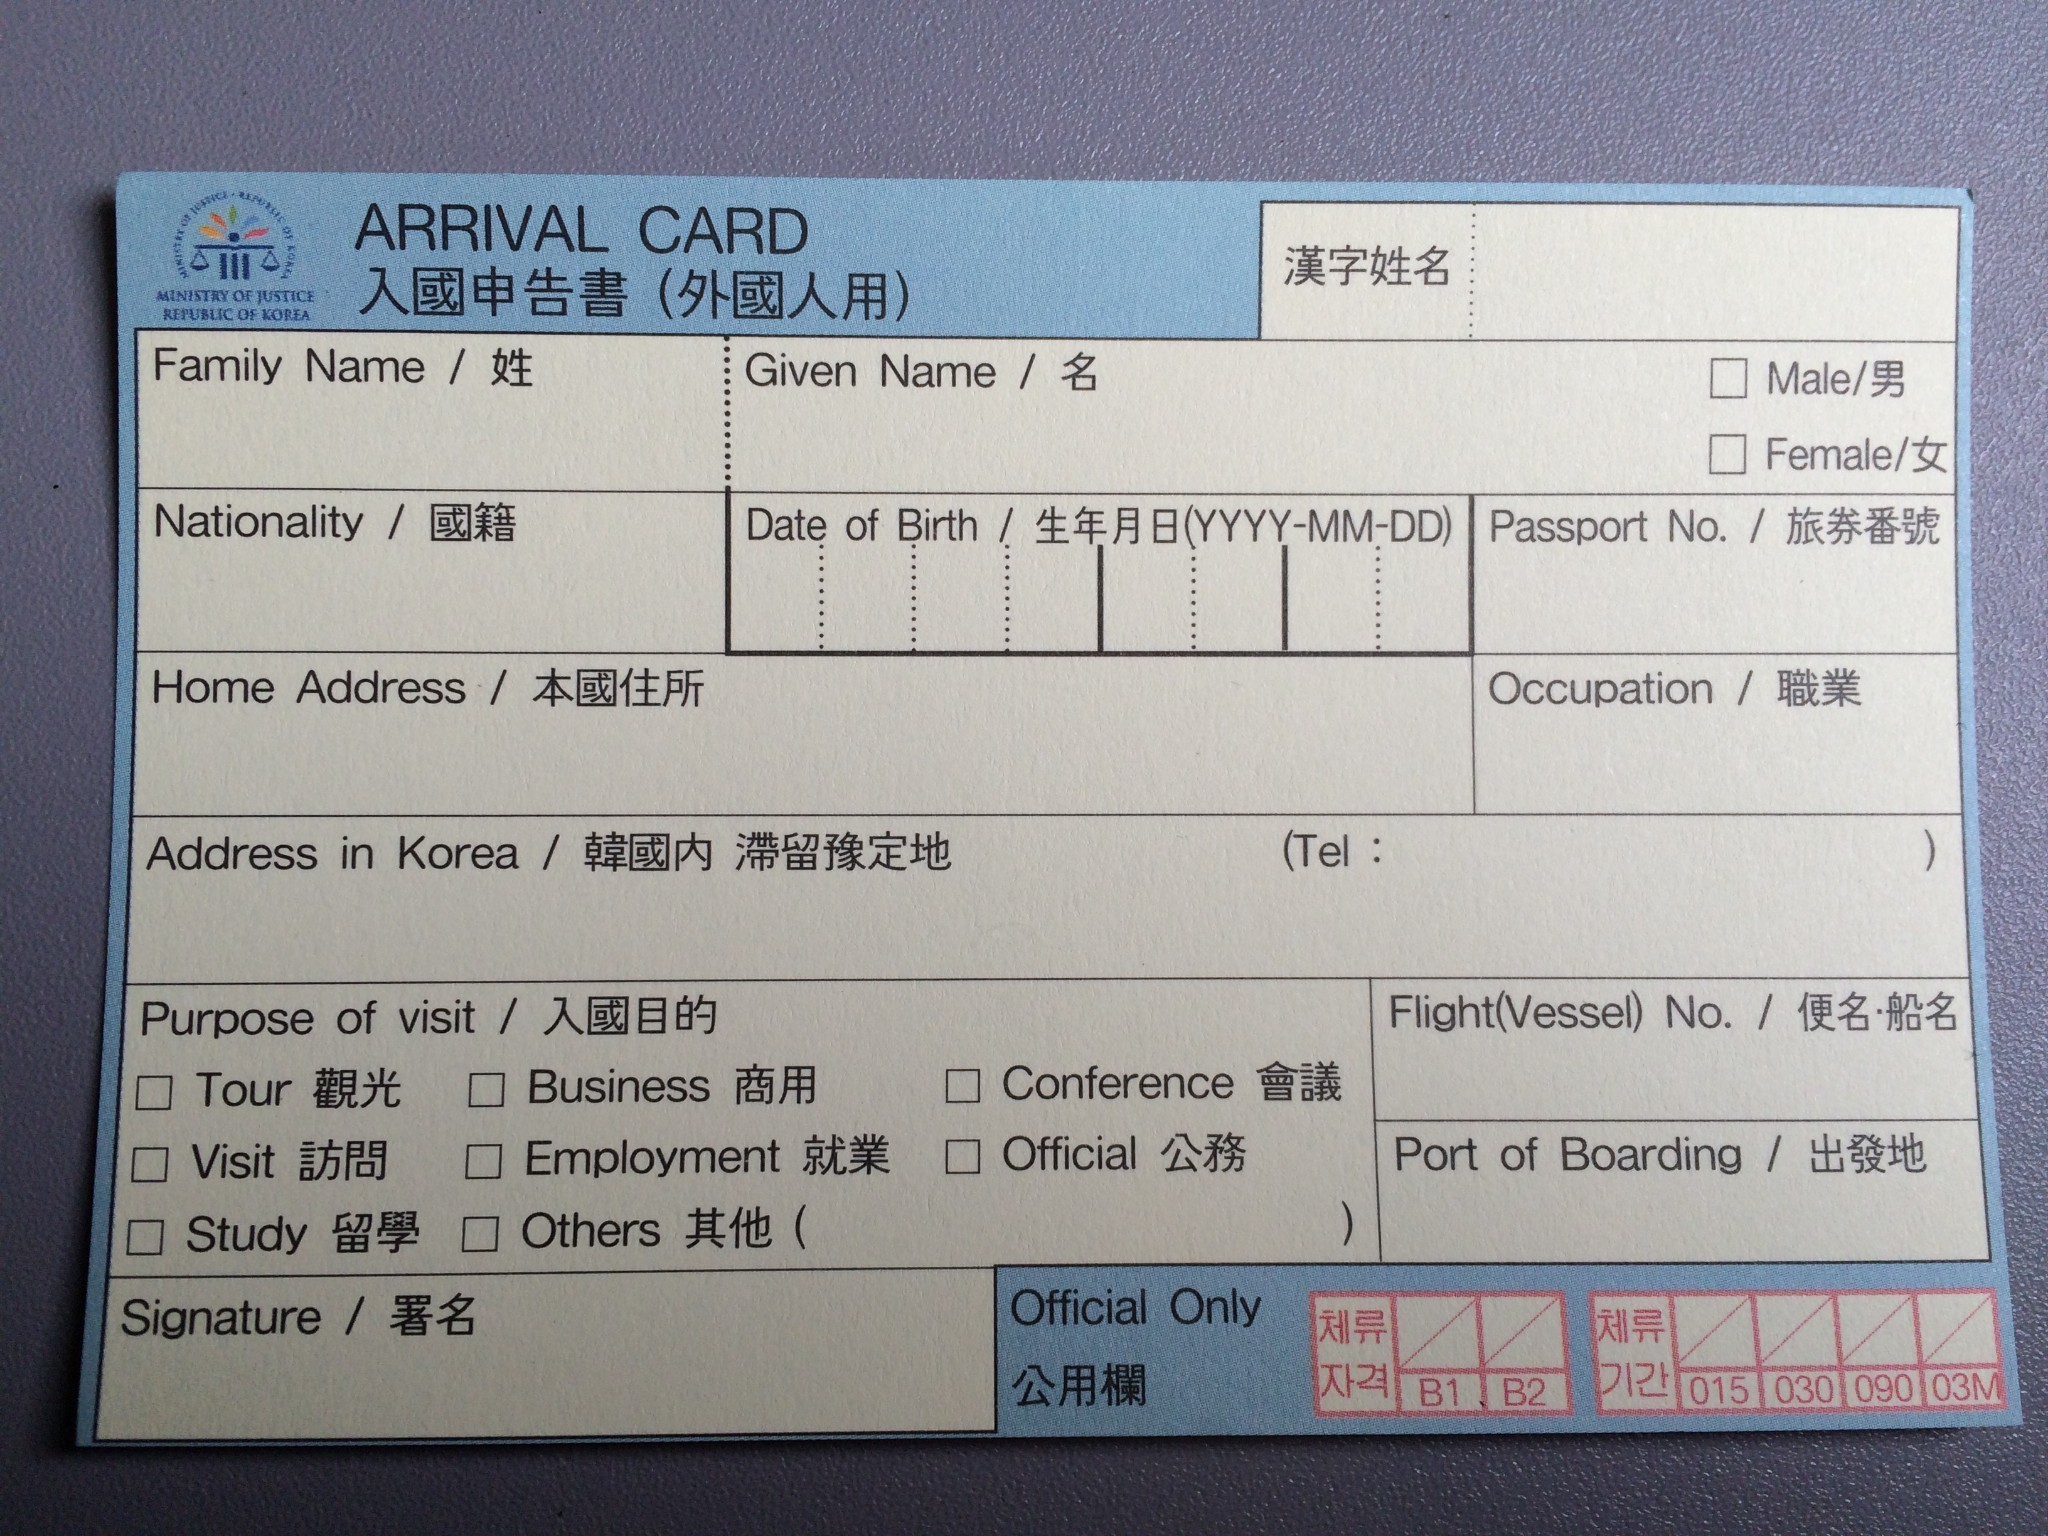 MINISTRY OF JUSTICE · REPUBLIC OF KOREA
MINISTRY OF JUSTICE
REPUBLIC OF KOREA
ARRIVAL CARD
入國申告書 (外國人用)
漢字姓名
Family Name / 姓
Given Name / 名
Male/男
Female/女
Nationality / 國籍
Date of Birth / 生年月日(YYYY-MM-DD)
Passport No. / 旅券番號
Home Address / 本國住所
Occupation / 職業
Address in Korea / 韓國內 滯留豫定地 (Tel : )
Purpose of visit / 入國目的
Tour 觀光 Business 商用 Conference 會議
Visit 訪問 Employment 就業 Official 公務
Study 留學 Others 其他 ( )
Flight(Vessel) No. / 便名·船名
Port of Boarding / 出發地
Signature / 署名
Official Only
公用欄
체류
자격 B1 B2
체류
기간 015 030 090 03M